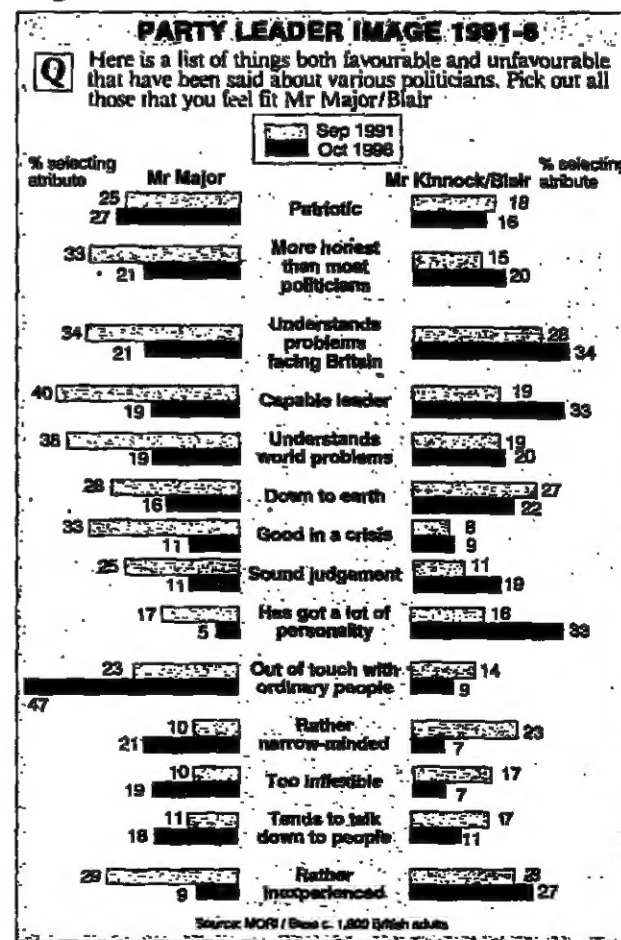 PARTY LEADER IMAGE 1991-6
Q
Here is a list of things both favourable and unfavourable
that have been said about various politicians. Pick out all
those that you feel fit Mr Major/Blair
Sep 1991
Oct 1996
% selecting
atribute
Mr Major
Mr Kinnock/Blair
% selecting
atribute
25 Patriotic 18
27 16
33 More honest
than most
politicians 15
21 20
34 Understands
problems
facing Britain 28
21 34
40 Capable leader 19
19 33
38 Understands
world problems 19
19 20
28 Down to earth 27
16 22
33 Good in a crisis 8
11 9
25 Sound judgement 11
11 19
17 Has got a lot of
personality 16
5 33
23 Out of touch with
ordinary people 14
47 9
10 Rather
narrow-minded 23
21 7
10 Too inflexible 17
19 7
11 Tends to talk
down to people 17
18 11
29 Rather
inexperienced
9 27
Source: MORI / Base c. British adults